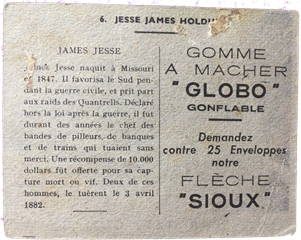 6. JESSE JAMES HOLDUP
JAMES JESSE
James Jesse naquit à Missouri
en 1847. Il favorisa le Sud pen-
dant la guerre civile, et prit part
aux raids des Quantrells. Déclaré
hors la loi après la guerre, il fut
durant des années le chef des
bandes de pilleurs, de banques
et de trains qui tuaient sans
merci. Une récompense de 10.000
dollars fut offerte pour sa cap-
ture mort ou vif. Deux de ces
hommes, le tuèrent le 3 avril
1882.
GOMME
A MACHER
"GLOBO"
GONFLABLE
Demandez
contre 25 Enveloppes
notre
FLÈCHE
"SIOUX"